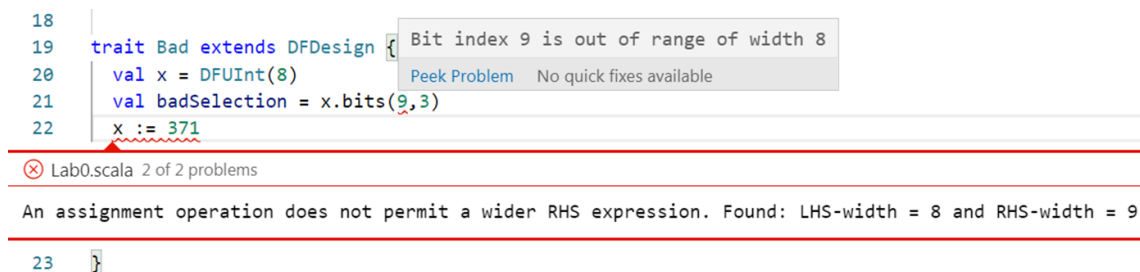 18
19 trait Bad extends DFDesign {
Bit index 9 is out of range of width 8
20 val x = DFUInt(8)
Peek Problem No quick fixes available
21 val badSelection = x.bits(9,3)
22 x := 371
Lab0.scala 2 of 2 problems
An assignment operation does not permit a wider RHS expression. Found: LHS-width = 8 and RHS-width = 9
23 }